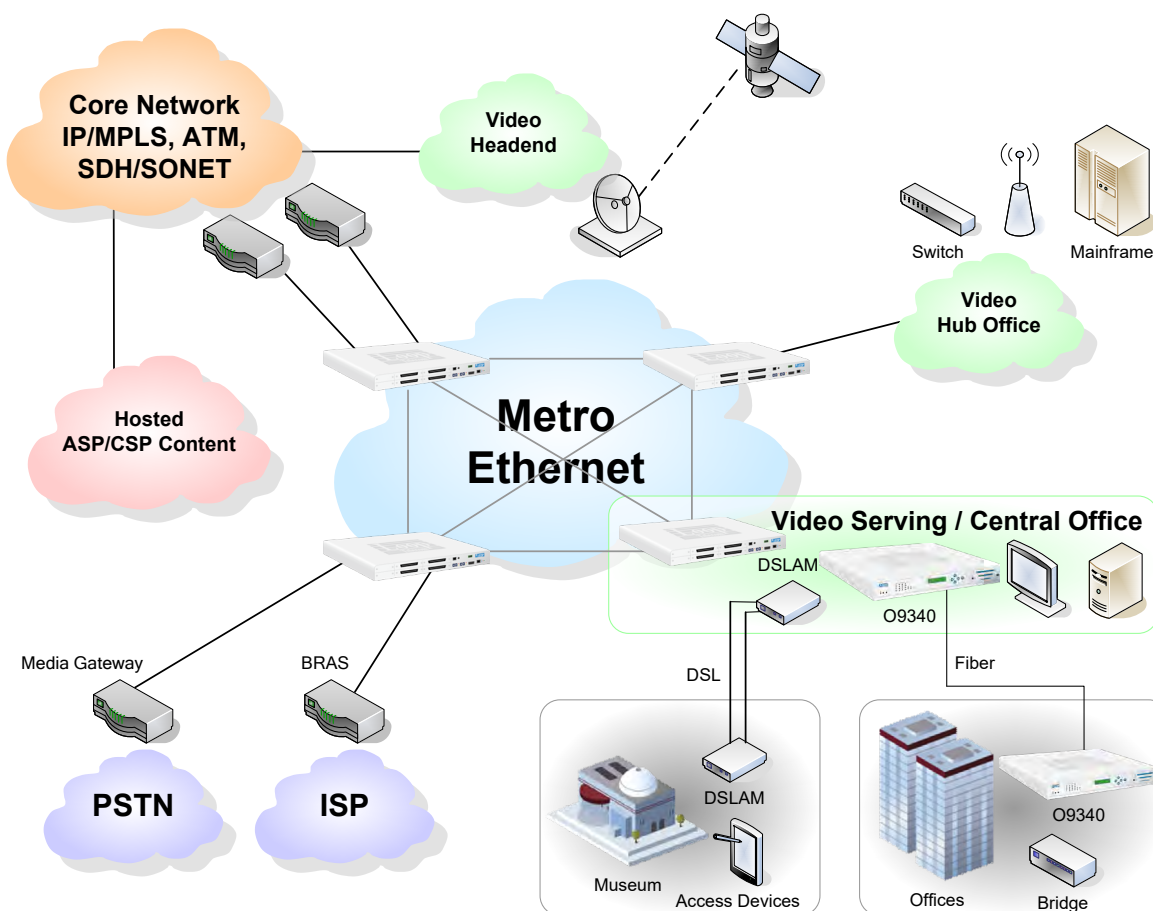 Core Network
IP/MPLS, ATM,
SDH/SONET
Video
Headend
Switch
Mainframe
Video
Hub Office
Hosted
ASP/CSP Content
Metro
Ethernet
Video Serving / Central Office
DSLAM
O9340
Media Gateway
BRAS
DSL
Fiber
PSTN
ISP
DSLAM
O9340
Museum
Access Devices
Offices
Bridge